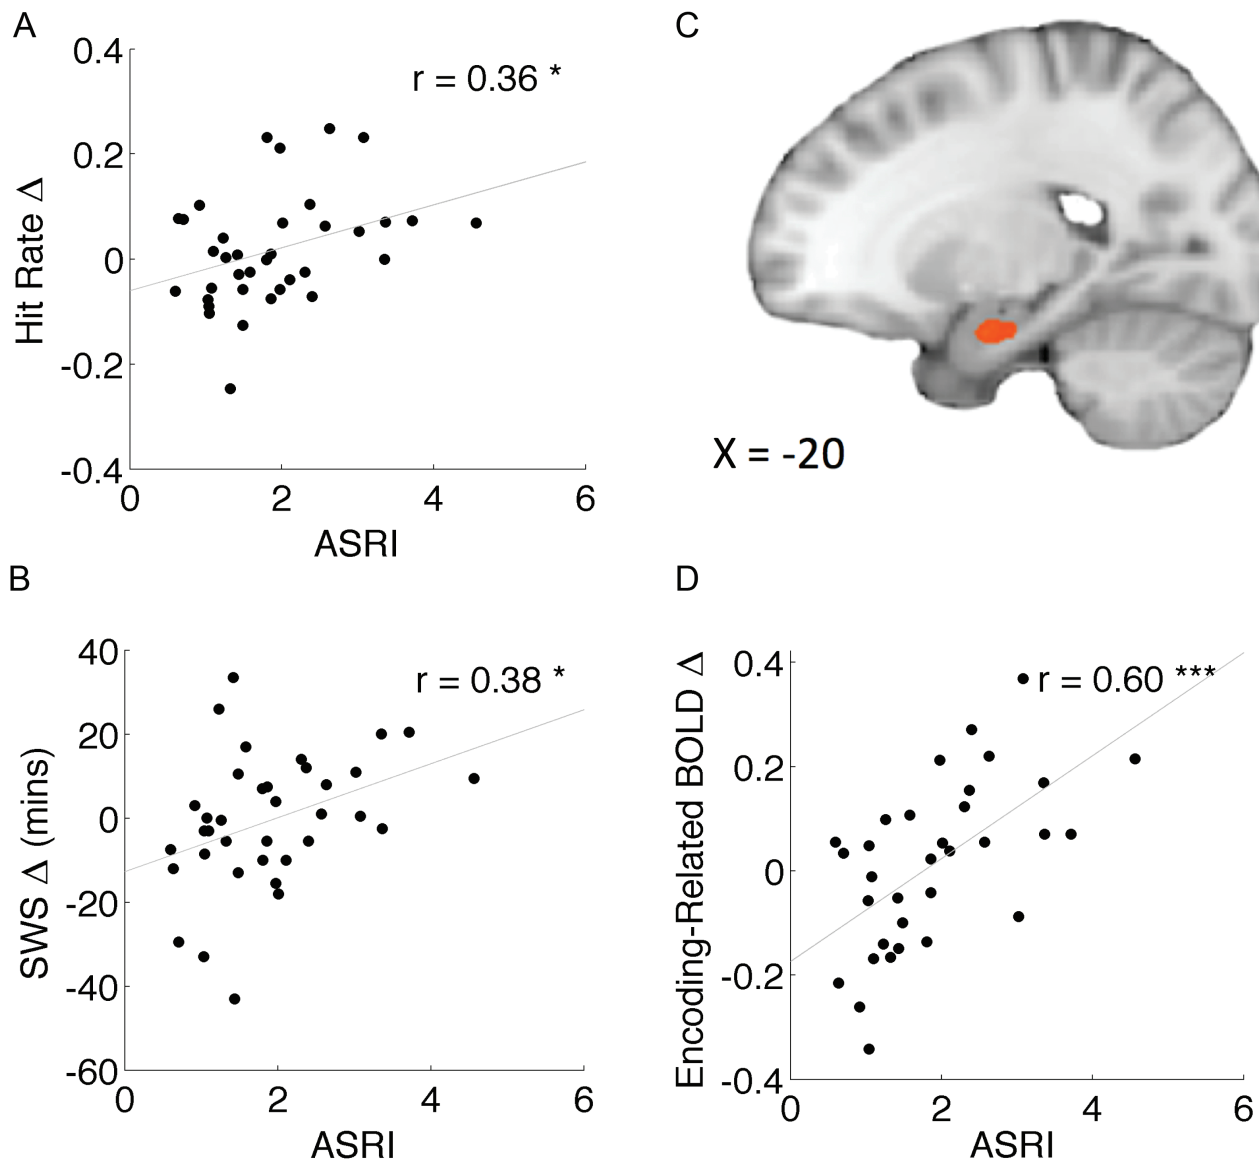 A
0.4
0.2
0
-0.2
-0.4
Hit Rate Δ
r = 0.36 *
0 2 4 6
ASRI
B
40
20
0
-20
-40
-60
SWS Δ (mins)
r = 0.38 *
0 2 4 6
ASRI
C
X = -20
D
0.4
0.2
0
-0.2
-0.4
Encoding-Related BOLD Δ
r = 0.60 ***
0 2 4 6
ASRI